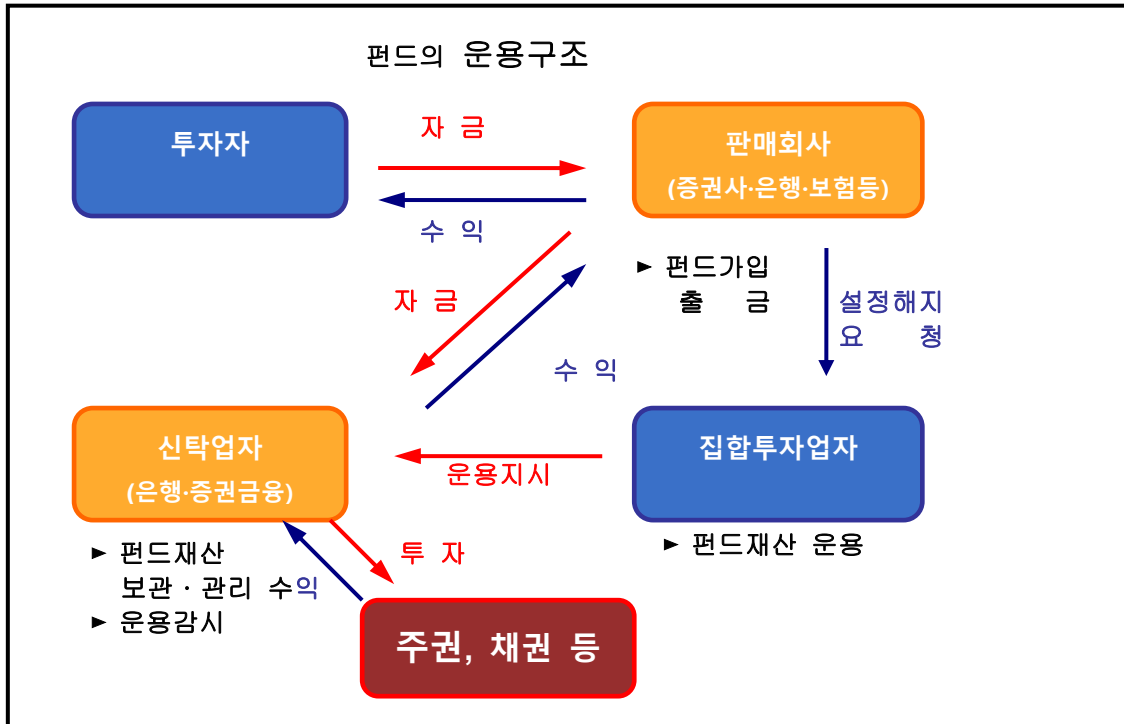 펀드의 운용구조
투자자
자 금
판매회사
(증권사·은행·보험등)
수 익
► 펀드가입
출 금
설정해지
요 청
자 금
수 익
신탁업자
(은행·증권금융)
운용지시
집합투자업자
► 펀드재산
보관·관리 수익
► 운용감시
투 자
► 펀드재산 운용
주권, 채권 등